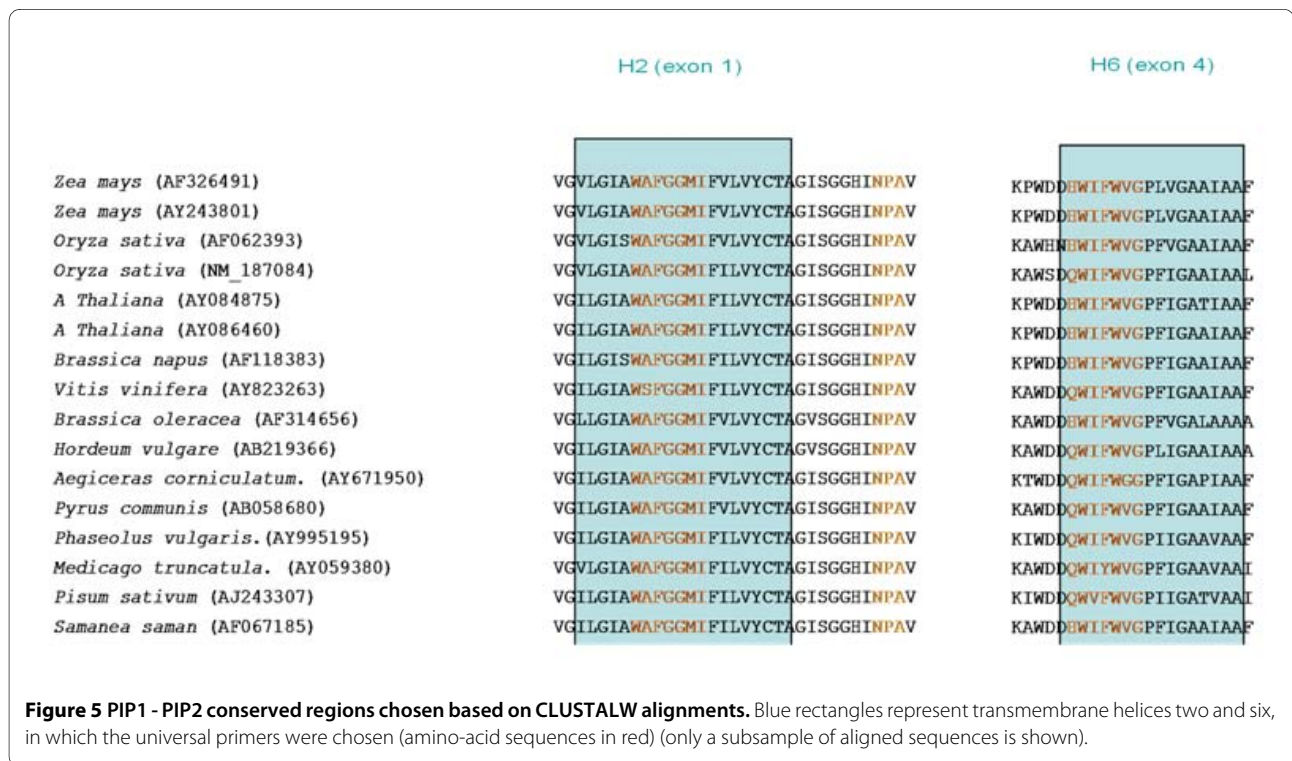 H2 (exon 1) H6 (exon 4)
Zea mays (AF326491) VGVLGIAWAFGGMIFVLVYCTAGISGGHINPAV KPWDDHWIFWVGPLVGAAIAAF
Zea mays (AY243801) VGVLGIAWAFGGMIFVLVYCTAGISGGHINPAV KPWDDHWIFWVGPLVGAAIAAF
Oryza sativa (AF062393) VGVLGISWAFGGMIFVLVYCTAGISGGHINPAV KAWHNHWIFWVGPFVGAAIAAF
Oryza sativa (NM_187084) VGVLGIAWAFGGMIFILVYCTAGISGGHINPAV KAWSDQWIFWVGPFIGAAIAAL
A Thaliana (AY084875) VGILGIAWAFGGMIFILVYCTAGISGGHINPAV KPWDDHWIFWVGPFIGATIAAF
A Thaliana (AY086460) VGILGIAWAFGGMIFILVYCTAGISGGHINPAV KPWDDHWIFWVGPFIGAAIAAF
Brassica napus (AF118383) VGILGISWAFGGMIFILVYCTAGISGGHINPAV KPWDDHWIFWVGPFIGAAIAAF
Vitis vinifera (AY823263) VGILGIAWSFGGMIFILVYCTAGISGGHINPAV KAWDDQWIFWVGPFIGAAIAAF
Brassica oleracea (AF314656) VGLLGIAWAFGGMIFILVYCTAGVSGGHINPAV KAWDDHWIFWVGPFVGALAAAA
Hordeum vulgare (AB219366) VGILGIAWAFGGMIFILVYCTAGVSGGHINPAV KAWDDQWIFWVGPLIGAAIAAA
Aegiceras corniculatum. (AY671950) VGILGIAWAFGGMIFILVYCTAGISGGHINPAV KTWDDQWIFWGGPFIGAPIAAF
Pyrus communis (AB058680) VGILGIAWAFGGMIFVLVYCTAGISGGHINPAV KAWDDQWIFWVGPFIGAAIAAF
Phaseolus vulgaris.(AY995195) VGILGIAWAFGGMIFILVYCTAGISGGHINPAV KIWDDQWIFWVGPIIGAAVAAF
Medicago truncatula. (AY059380) VGVLGIAWAFGGMIFILVYCTAGISGGHINPAV KAWDDQWIYWVGPFIGAAVAAI
Pisum sativum (AJ243307) VGILGIAWAFGGMIFILVYCTAGISGGHINPAV KIWDDQWVFWVGPIIGATVAAI
Samanea saman (AF067185) VGILGIAWAFGGMIFILVYCTAGISGGHINPAV KAWDDHWIFWVGPFIGAAIAAF
Figure 5 PIP1 - PIP2 conserved regions chosen based on CLUSTALW alignments. Blue rectangles represent transmembrane helices two and six,
in which the universal primers were chosen (amino-acid sequences in red) (only a subsample of aligned sequences is shown).